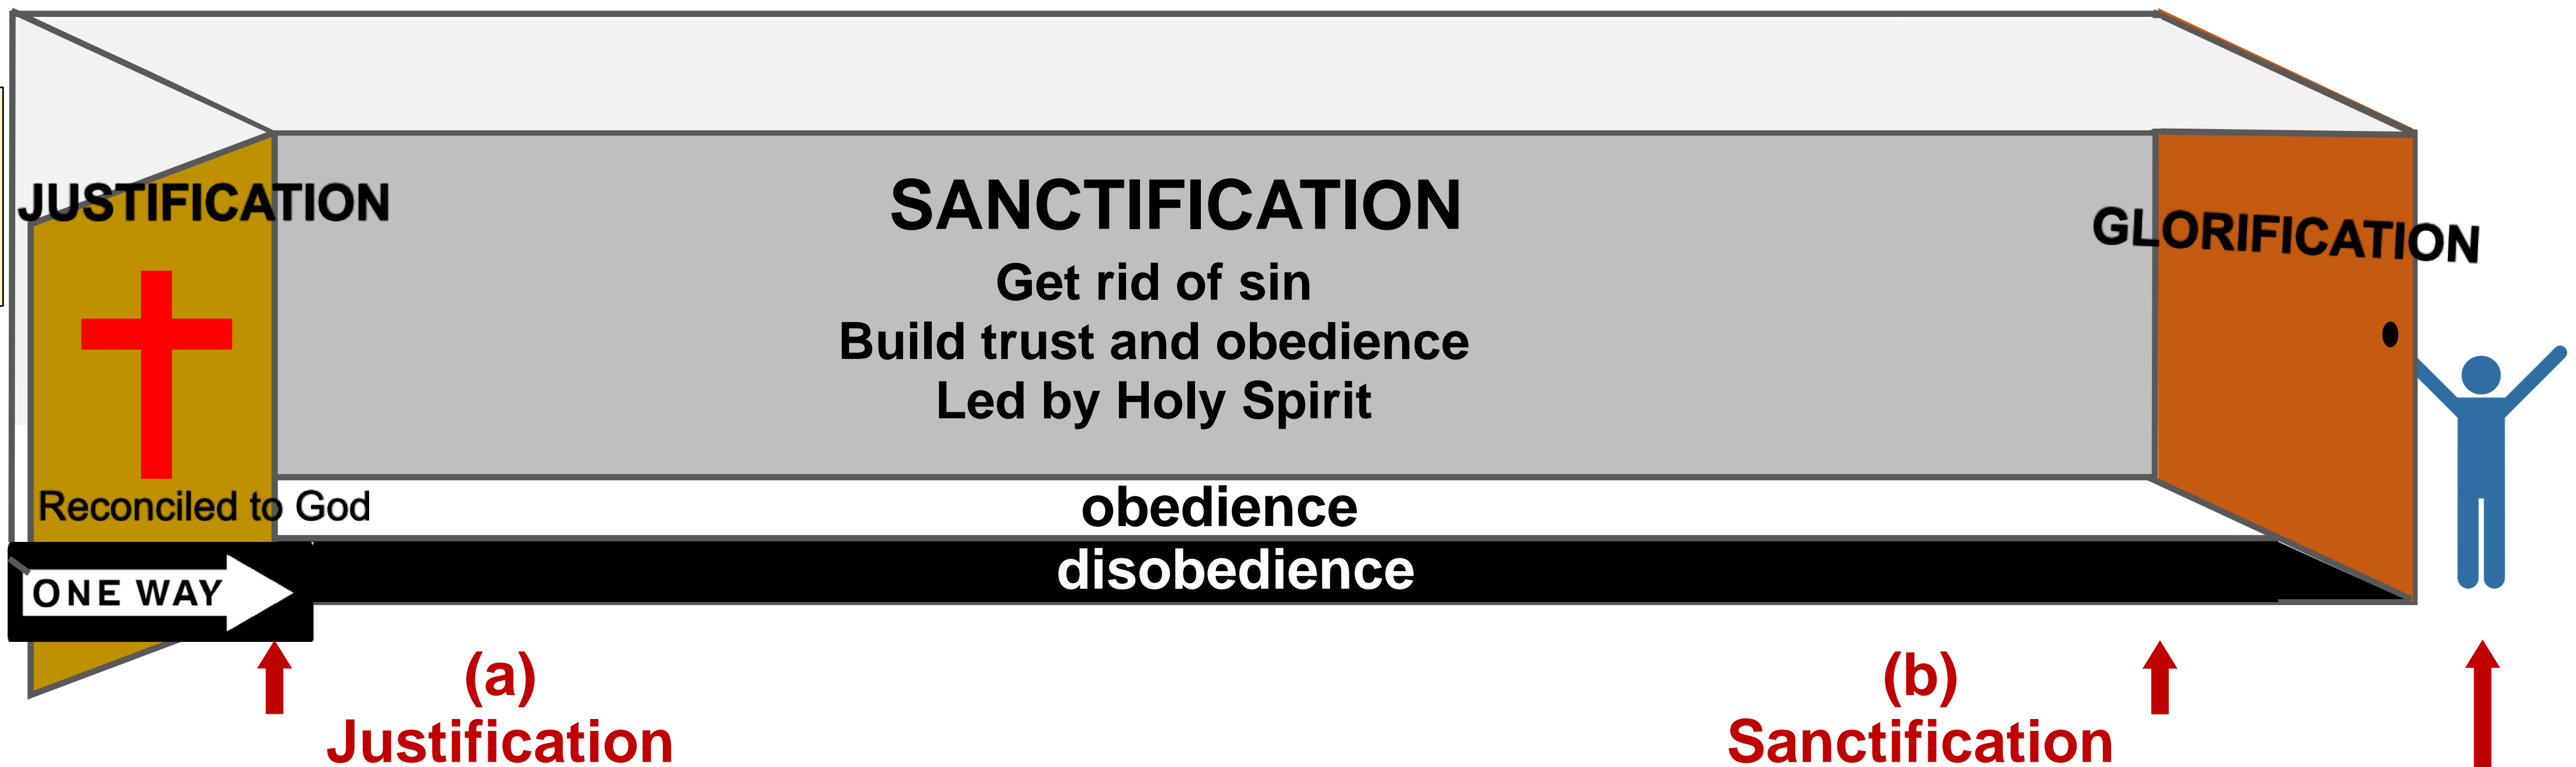 JUSTIFICATION
SANCTIFICATION
GLORIFICATION
Get rid of sin
Build trust and obedience
Led by Holy Spirit
Reconciled to God
obedience
disobedience
ONE WAY
(a)
Justification
(b)
Sanctification